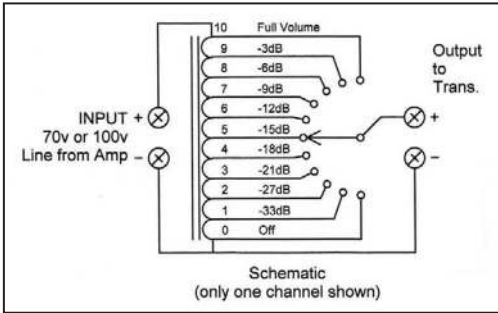 10 Full Volume
9 -3dB
8 -6dB
7 -9dB
6 -12dB
5 -15dB
4 -18dB
3 -21dB
2 -27dB
1 -33dB
0 Off
INPUT +
70v or 100v
Line from Amp -
Output
to
Trans.
+
-
Schematic
(only one channel shown)